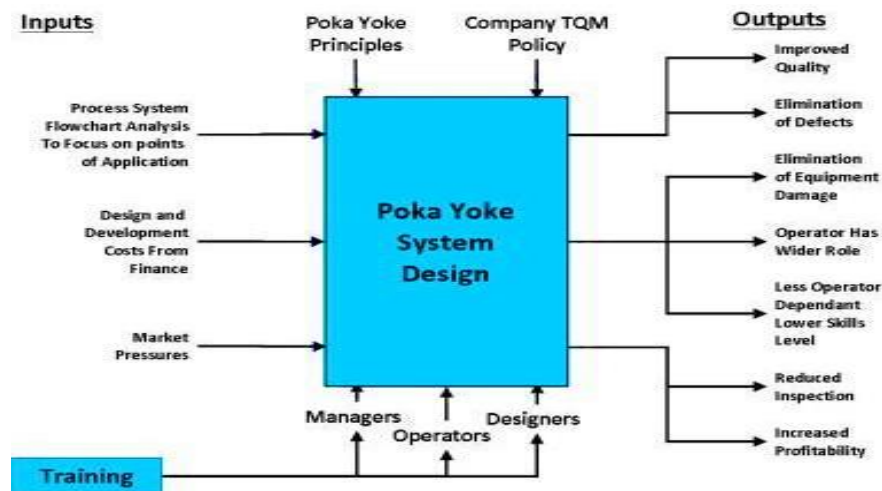 Inputs
Poka Yoke
Principles
Company TQM
Policy
Outputs
Process System
Flowchart Analysis
To Focus on points
of Application
Design and
Development
Costs From
Finance
Market
Pressures
Poka Yoke
System
Design
Improved
Quality
Elimination
of Defects
Elimination
of Equipment
Damage
Operator Has
Wider Role
Less Operator
Dependant
Lower Skills
Level
Reduced
Inspection
Increased
Profitability
Managers
Operators
Designers
Training